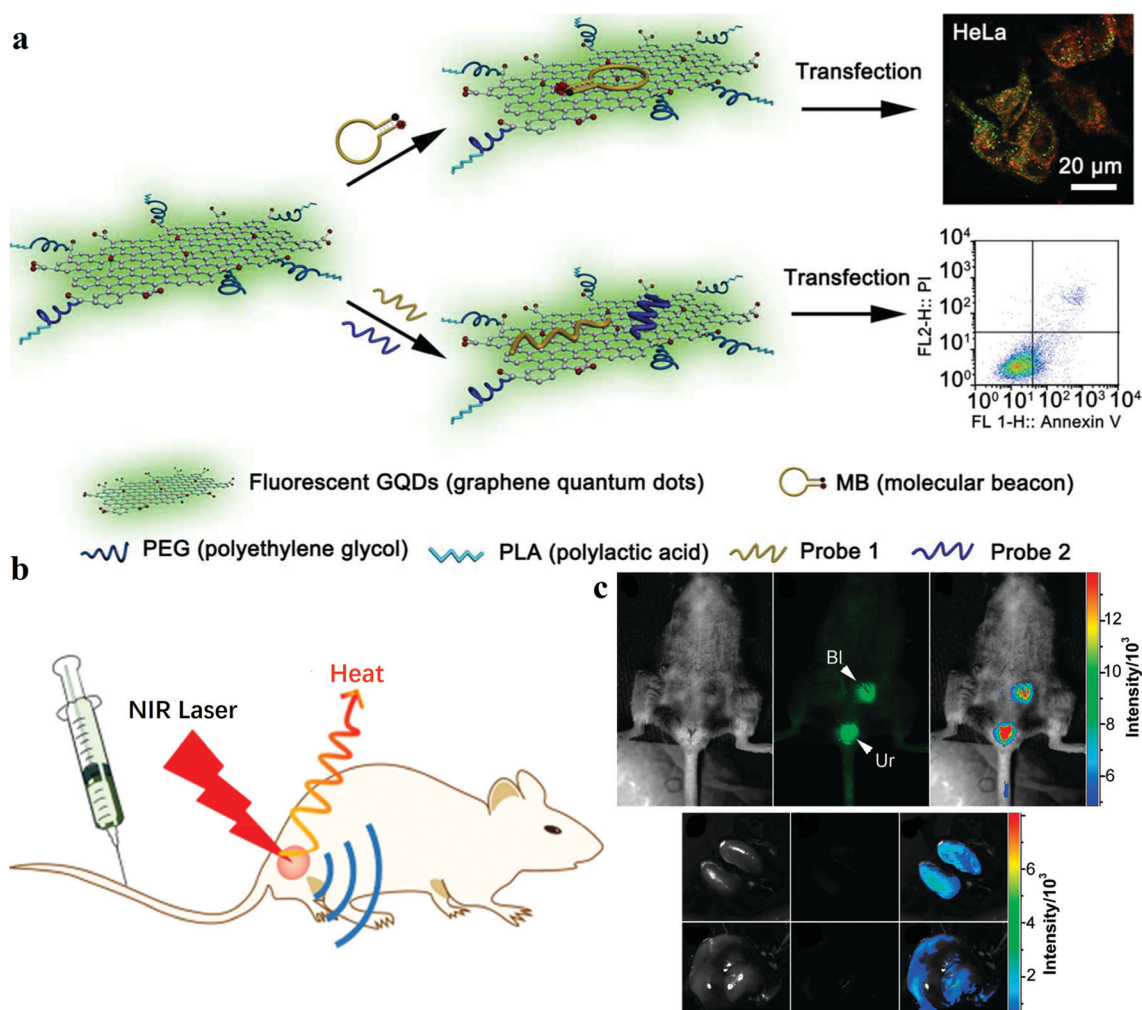 a
Transfection
HeLa
20 μm
Transfection
FL2-H:: PI
10⁴
10³
10²
10¹
10⁰
10⁰ 10¹ 10² 10³ 10⁴
FL 1-H:: Annexin V
Fluorescent GQDs (graphene quantum dots)
MB (molecular beacon)
PEG (polyethylene glycol)
PLA (polylactic acid)
Probe 1
Probe 2
b
NIR Laser
Heat
c
Bl
Ur
12
10
8
6
Intensity/10³
6
4
2
Intensity/10³